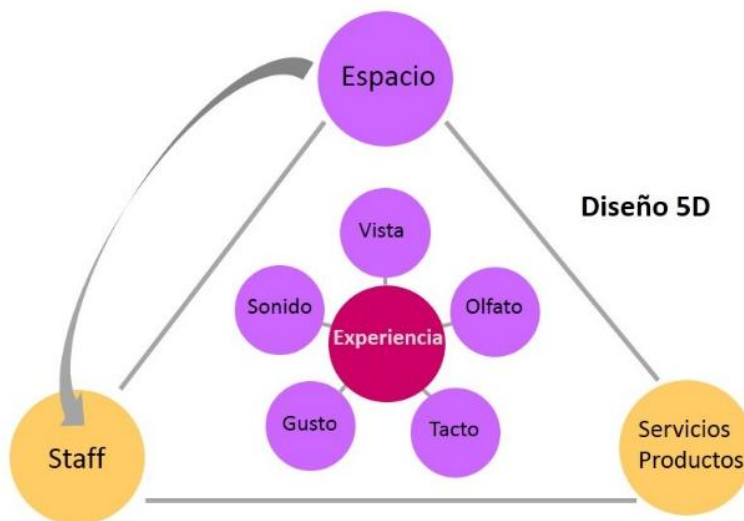 Espacio
Diseño 5D
Vista
Sonido
Olfato
Experiencia
Gusto
Tacto
Staff
Servicios
Productos